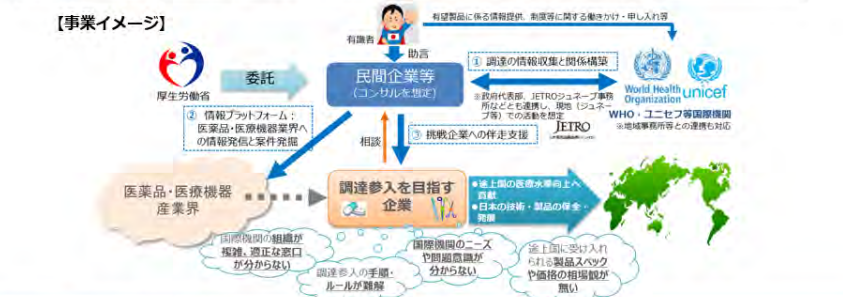 【事業イメージ】
有望製品に係る情報提供、制度等に関する働きかけ・申し入れ等
有識者
助言
厚生労働省
委託
民間企業等
(コンサルを想定)
① 調達の情報収集と関係構築
※政府代表部、JETROジュネーブ事務
所などとも連携し、現地(ジュネー
ブ等)での活動を想定
JETRO
World Health
Organization
unicef
WHO・ユニセフ等国際機関
※地域事務所等との連携も対応
② 情報プラットフォーム:
医薬品・医療機器業界へ
の情報発信と案件発掘
相談
③ 挑戦企業への伴走支援
医薬品・医療機器
産業界
調達参入を目指す
企業
●途上国の医療水準向上へ
貢献
●日本の技術・製品の保全・
発展
国際機関の組織が
複雑、適正な窓口
が分からない
調達参入の手順・
ルールが難解
国際機関のニーズ
や問題意識が
分からない
途上国に受け入れ
られる製品スペック
や価格の相場観が
無い